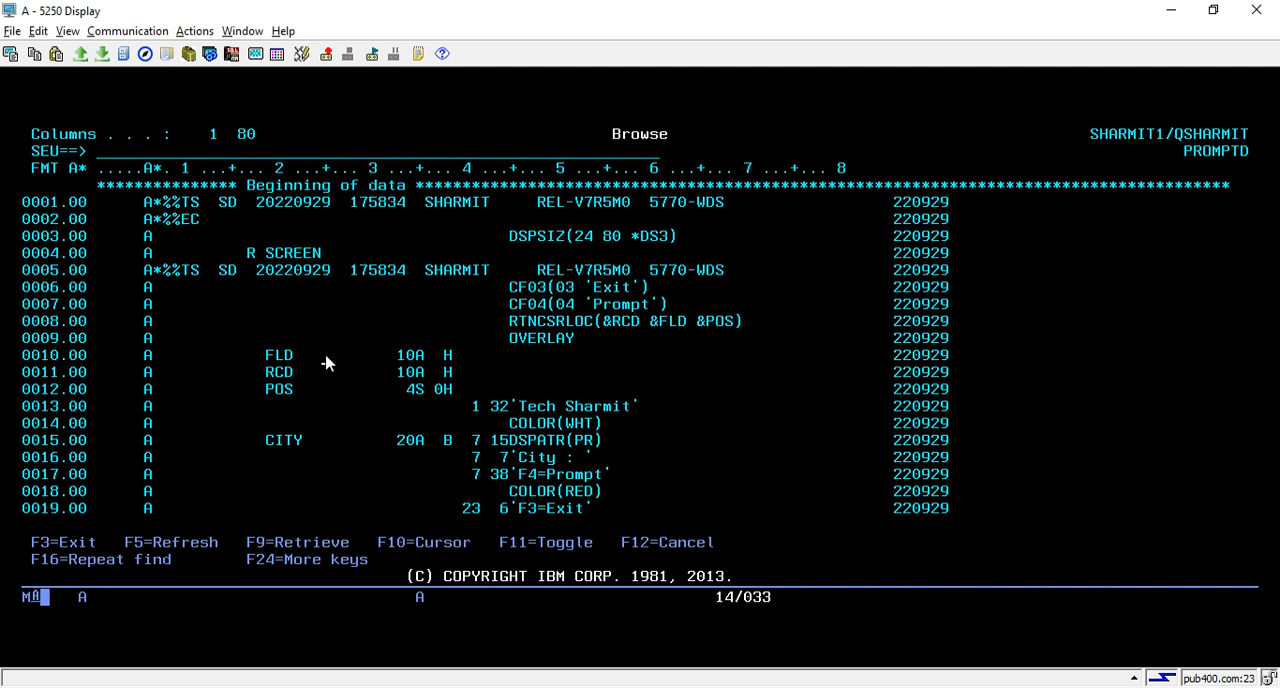 A - 5250 Display
File Edit View Communication Actions Window Help
Columns . . . : 1 80 Browse SHARMIT1/QSHARMIT
SEU==> PROMPTD
FMT A* .....A*. 1 ...+... 2 ...+... 3 ...+... 4 ...+... 5 ...+... 6 ...+... 7 ...+... 8
*************** Beginning of data ***************************************************************************************
0001.00 A*%%TS SD 20220929 175834 SHARMIT REL-V7R5M0 5770-WDS 220929
0002.00 A*%%EC 220929
0003.00 A DSPSIZ(24 80 *DS3) 220929
0004.00 A R SCREEN 220929
0005.00 A*%%TS SD 20220929 175834 SHARMIT REL-V7R5M0 5770-WDS 220929
0006.00 A CF03(03 'Exit') 220929
0007.00 A CF04(04 'Prompt') 220929
0008.00 A RTNCSRLOC(&RCD &FLD &POS) 220929
0009.00 A OVERLAY 220929
0010.00 A FLD 10A H 220929
0011.00 A RCD 10A H 220929
0012.00 A POS 4S 0H 220929
0013.00 A 1 32'Tech Sharmit' 220929
0014.00 A COLOR(WHT) 220929
0015.00 A CITY 20A B 7 15DSPATR(PR) 220929
0016.00 A 7 7'City : ' 220929
0017.00 A 7 38'F4=Prompt' 220929
0018.00 A COLOR(RED) 220929
0019.00 A 23 6'F3=Exit' 220929
F3=Exit F5=Refresh F9=Retrieve F10=Cursor F11=Toggle F12=Cancel
F16=Repeat find F24=More keys
(C) COPYRIGHT IBM CORP. 1981, 2013.
MA A A 14/033
pub400.com:23